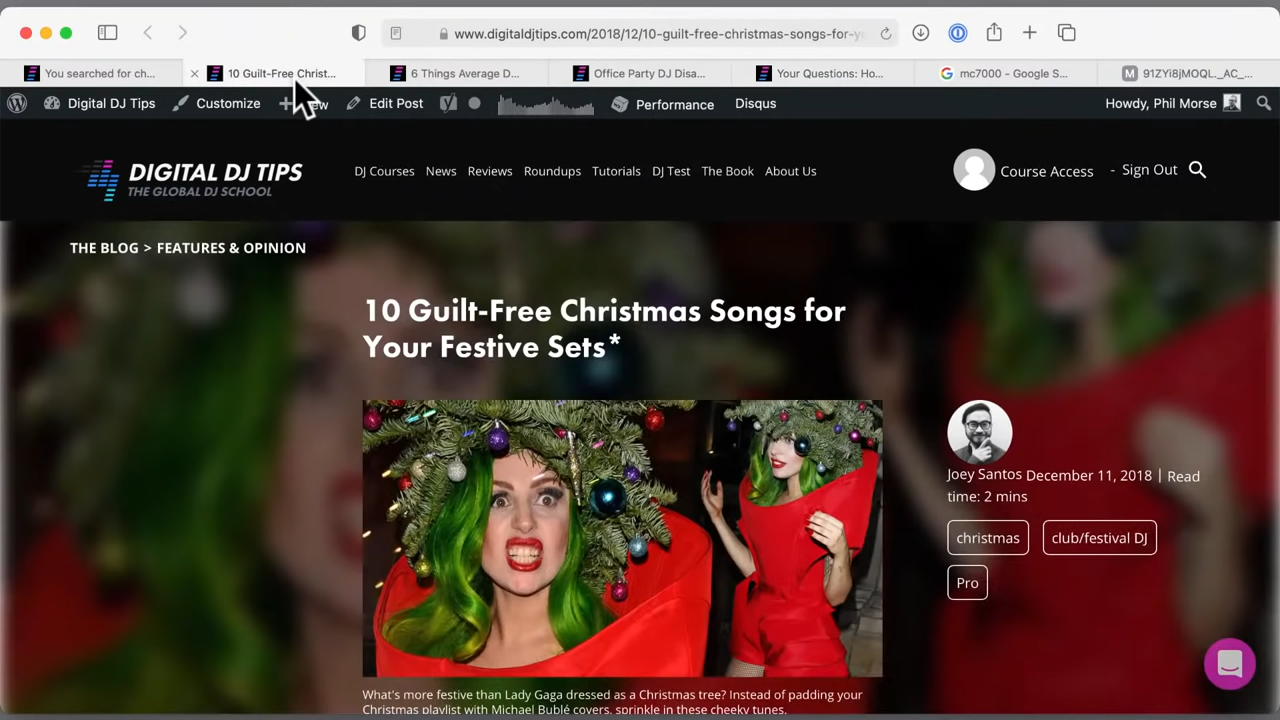 www.digitaldjtips.com/2018/12/10-guilt-free-christmas-songs-for-y
You searched for ch...
10 Guilt-Free Christ...
6 Things Average D...
Office Party DJ Disa...
Your Questions: Ho...
mc7000 - Google S...
M 91ZYi8jMOQL._AC_...
Digital DJ Tips
Customize
Edit Post
Performance
Disqus
Howdy, Phil Morse
DIGITAL DJ TIPS
THE GLOBAL DJ SCHOOL
DJ Courses News Reviews Roundups Tutorials DJ Test The Book About Us
Course Access - Sign Out
THE BLOG > FEATURES & OPINION
10 Guilt-Free Christmas Songs for
Your Festive Sets*
Joey Santos December 11, 2018 | Read
time: 2 mins
christmas club/festival DJ
Pro
What's more festive than Lady Gaga dressed as a Christmas tree? Instead of padding your
Christmas playlist with Michael Bublé covers, sprinkle in these cheeky tunes.